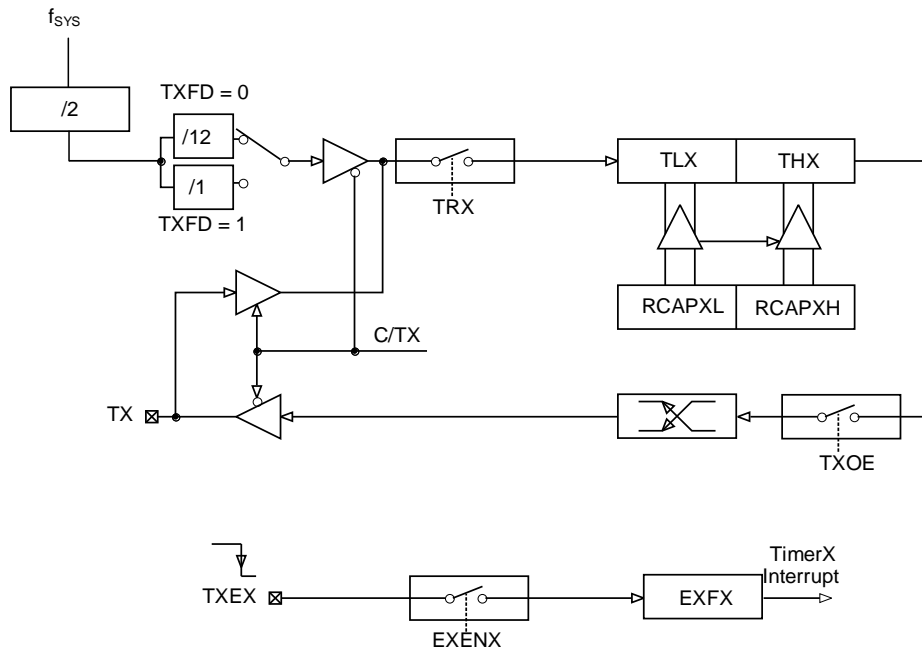 fSYS
/2
TXFD = 0
/12
/1
TXFD = 1
TRX
TLX
THX
RCAPXL
RCAPXH
C/TX
TX
TXOE
TXEX
EXENX
EXFX
TimerX
Interrupt